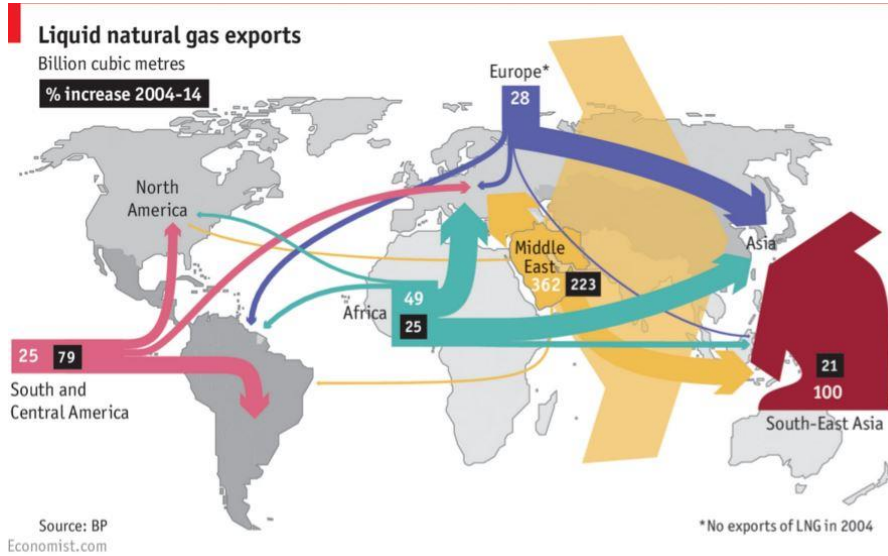 Liquid natural gas exports
Billion cubic metres
% increase 2004-14
Europe*
28
North
America
Middle
East
362
223
Asia
Africa
49
25
25
79
South and
Central America
21
100
South-East Asia
Source: BP
*No exports of LNG in 2004
Economist.com